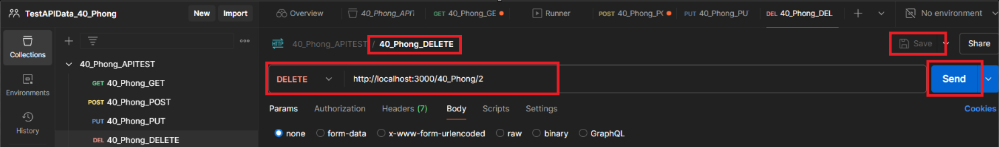 TestAPIData_40_Phong New Import Overview 40_Phong_API GET 40_Phong_GE Runner POST 40_Phong_P PUT 40_Phong_PU DEL 40_Phong_DEL No environment
Collections
HTTP 40_Phong_APITEST / 40_Phong_DELETE Save Share
40_Phong_APITEST
DELETE http://localhost:3000/40_Phong/2 Send
GET 40_Phong_GET
Environments
POST 40_Phong_POST
Params Authorization Headers (7) Body Scripts Settings Cookies
PUT 40_Phong_PUT
History
none form-data x-www-form-urlencoded raw binary GraphQL
DEL 40_Phong_DELETE